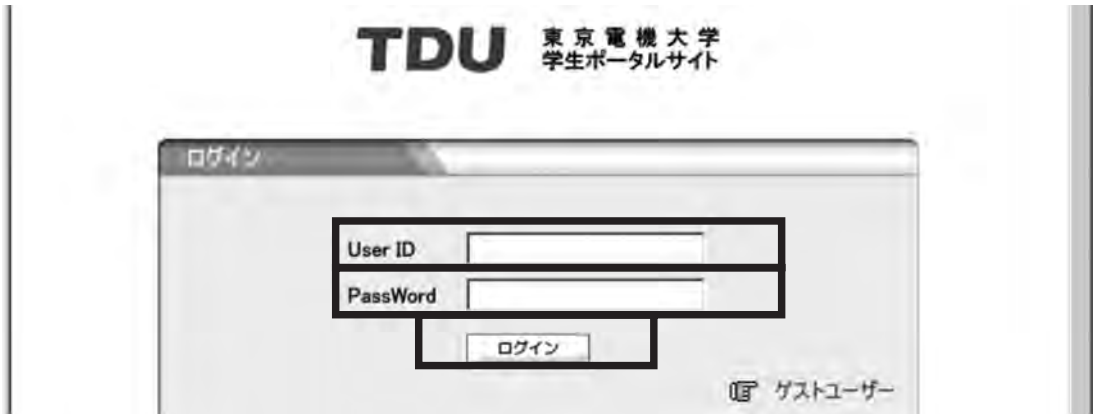 TDU 東京電機大学
学生ポータルサイト
ログイン
User ID
PassWord
ログイン
ゲストユーザー